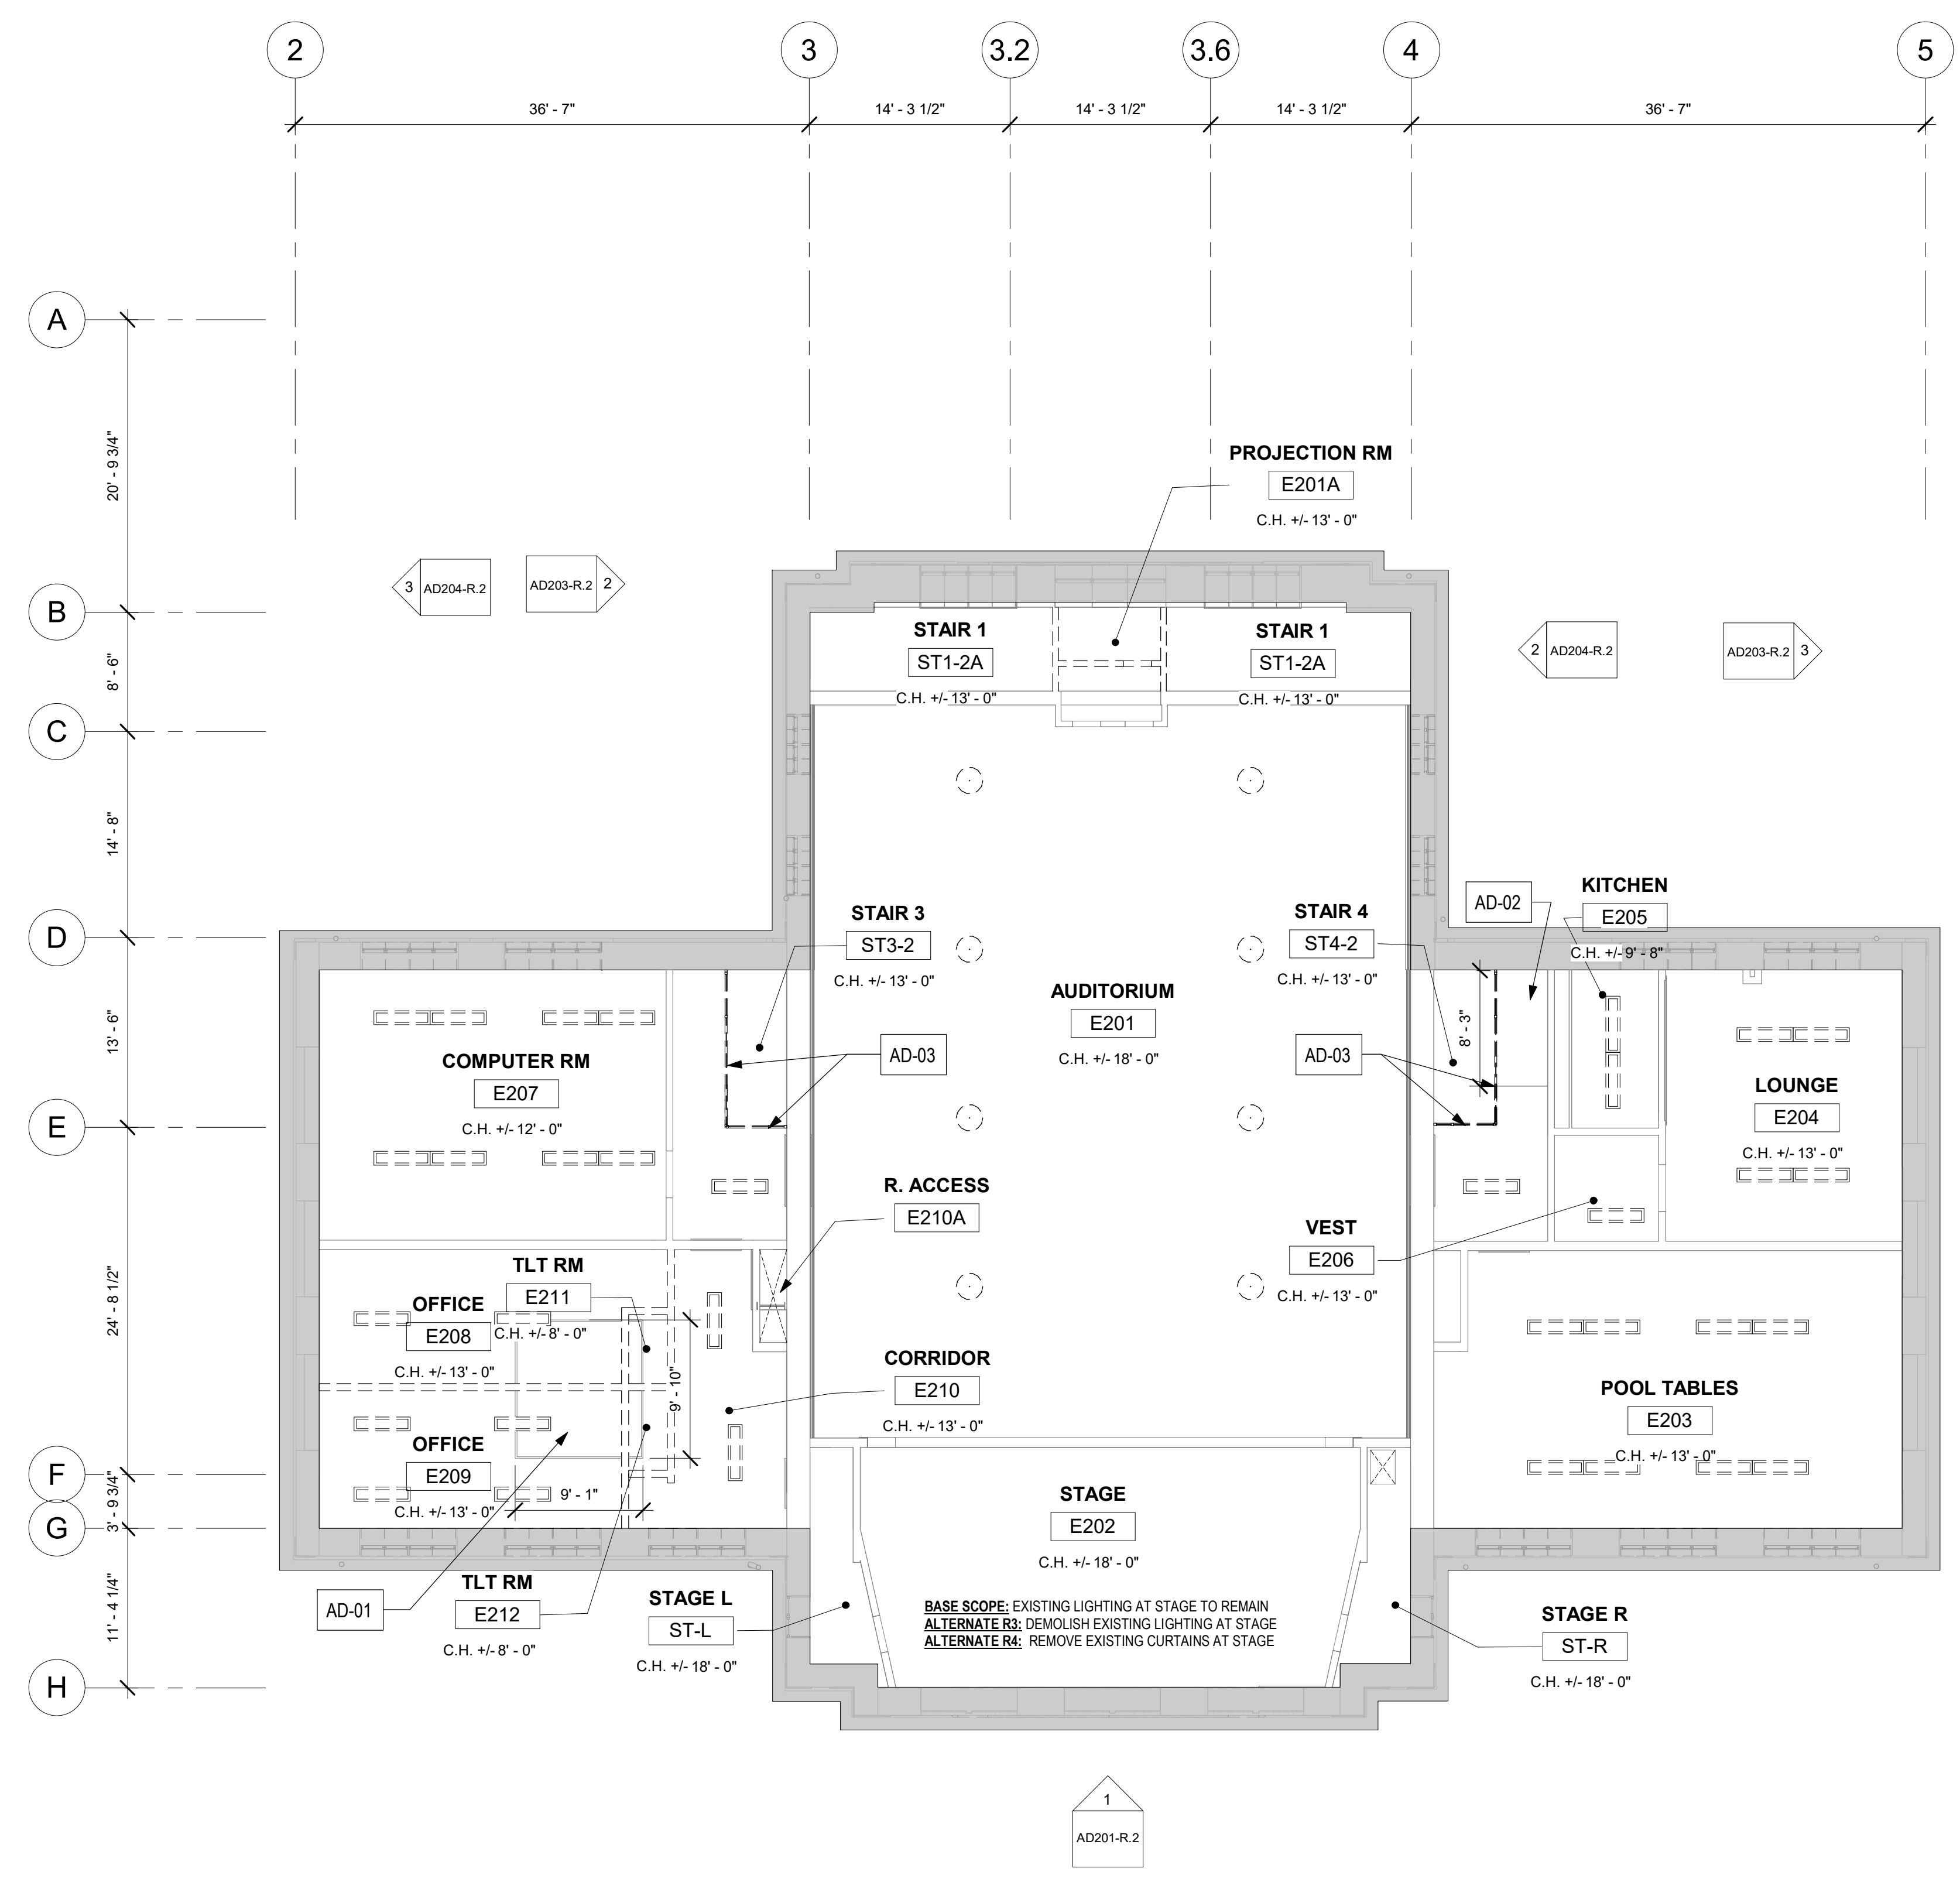 2
3
3.2
3.6
4
5
36' - 7"
14' - 3 1/2"
14' - 3 1/2"
14' - 3 1/2"
36' - 7"
A
20' - 9 3/4"
B
8' - 6"
C
14' - 8"
D
13' - 6"
E
24' - 8 1/2"
F
3' - 9 3/4"
G
11' - 4 1/4"
H
PROJECTION RM
E201A
C.H. +/- 13' - 0"
3
AD204-R.2
AD203-R.2
2
2
AD204-R.2
AD203-R.2
3
STAIR 1
ST1-2A
C.H. +/- 13' - 0"
STAIR 1
ST1-2A
C.H. +/- 13' - 0"
STAIR 3
ST3-2
C.H. +/- 13' - 0"
STAIR 4
ST4-2
C.H. +/- 13' - 0"
AD-02
KITCHEN
E205
C.H. +/- 9' - 8"
AUDITORIUM
E201
C.H. +/- 18' - 0"
AD-03
AD-03
8' - 3"
COMPUTER RM
E207
C.H. +/- 12' - 0"
LOUNGE
E204
C.H. +/- 13' - 0"
R. ACCESS
E210A
VEST
E206
C.H. +/- 13' - 0"
TLT RM
E211
C.H. +/- 8' - 0"
OFFICE
E208
C.H. +/- 13' - 0"
9' - 10"
CORRIDOR
E210
C.H. +/- 13' - 0"
POOL TABLES
E203
C.H. +/- 13' - 0"
OFFICE
E209
C.H. +/- 13' - 0"
9' - 1"
STAGE
E202
C.H. +/- 18' - 0"
AD-01
TLT RM
E212
C.H. +/- 8' - 0"
STAGE L
ST-L
C.H. +/- 18' - 0"
BASE SCOPE: EXISTING LIGHTING AT STAGE TO REMAIN
ALTERNATE R3: DEMOLISH EXISTING LIGHTING AT STAGE
ALTERNATE R4: REMOVE EXISTING CURTAINS AT STAGE
STAGE R
ST-R
C.H. +/- 18' - 0"
1
AD201-R.2